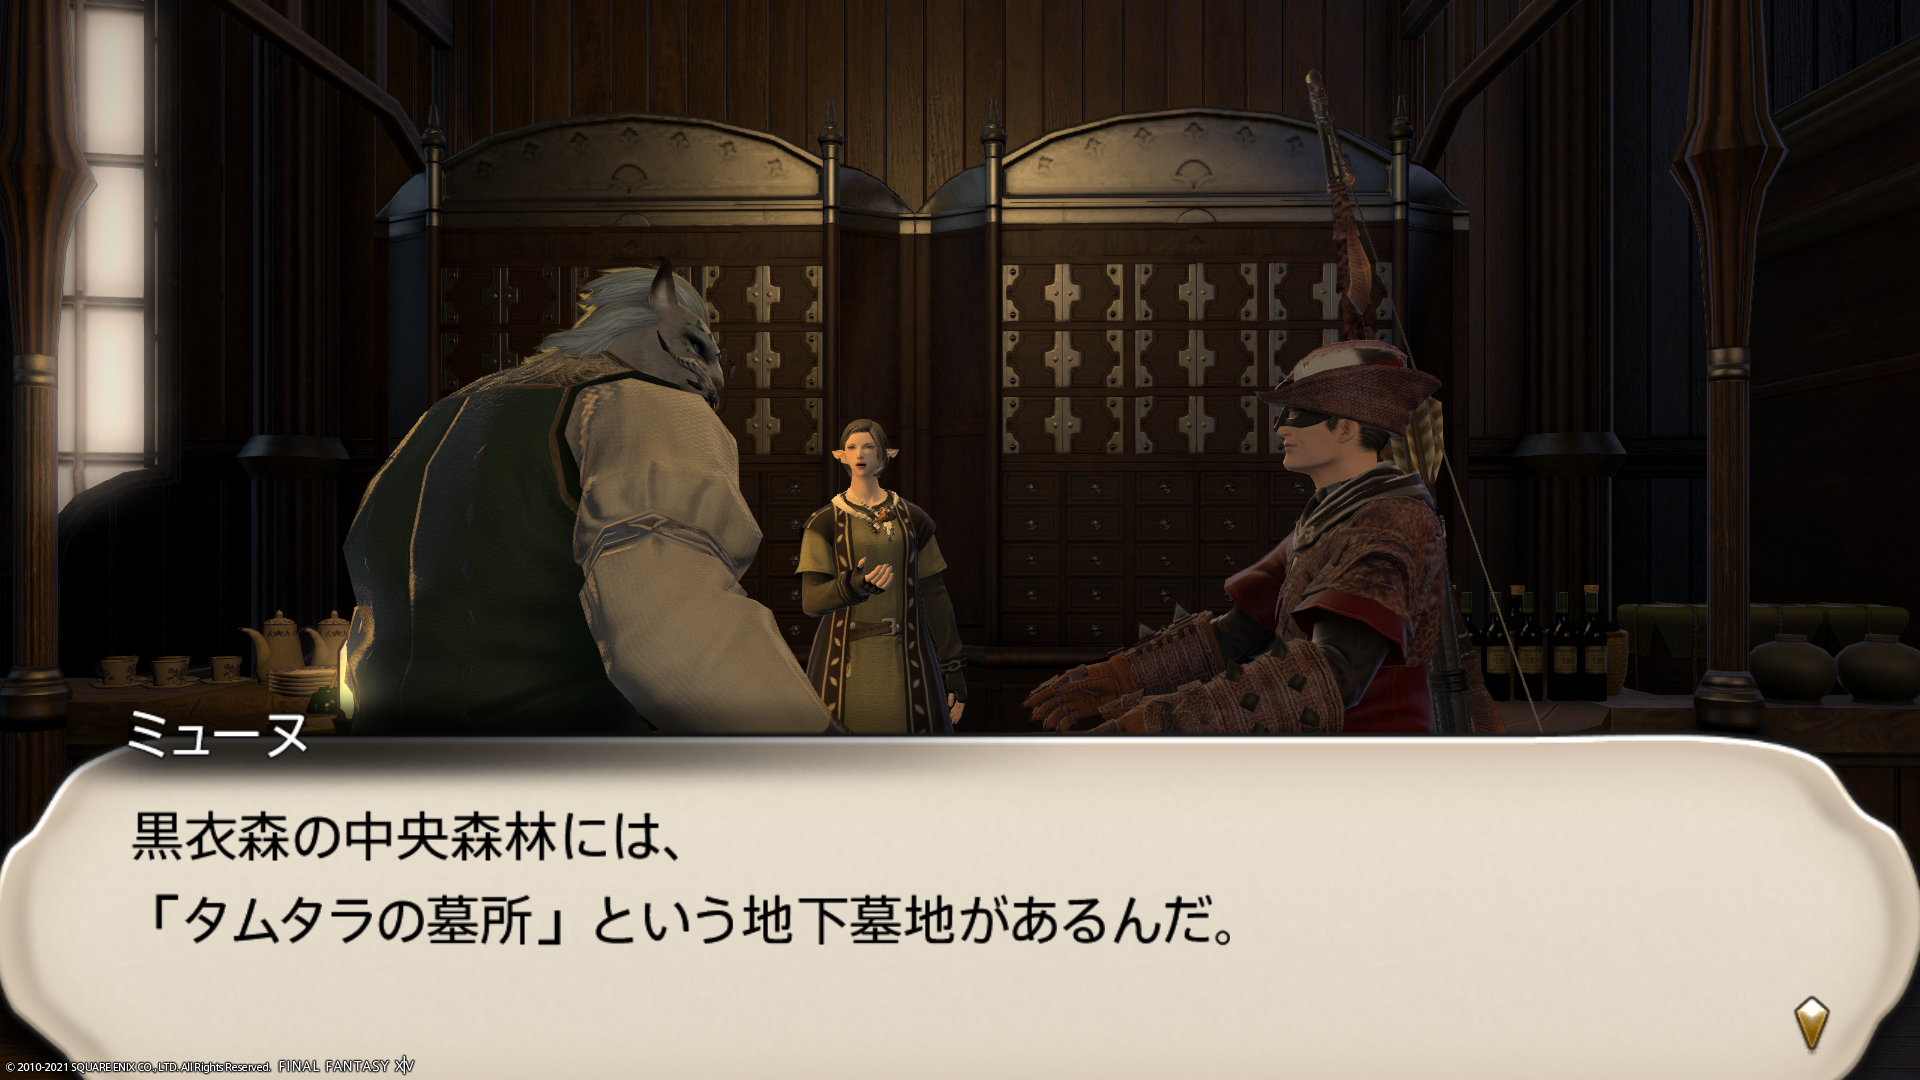 ミューヌ
黒衣森の中央森林には、
「タムタラの墓所」という地下墓地があるんだ。
© 2010-2021 SQUARE ENIX CO., LTD. All Rights Reserved. FINAL FANTASY XIV